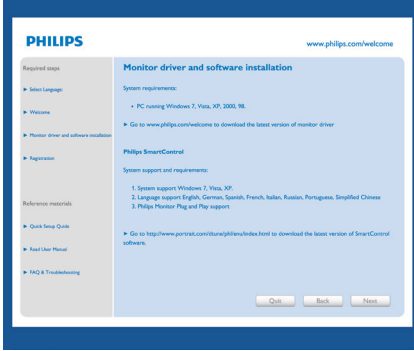 PHILIPS
www.philips.com/welcome
Required steps
Select Language:
Welcome
Monitor driver and software installation
Registration
Reference materials
Quick Setup Quide
Read User Manual
FAQ & Troubleshooting
Monitor driver and software installation
System requirements:
• PC running Windows 7, Vista, XP, 2000, 98.
Go to www.philips.com/welcome to download the latest version of monitor driver
Philips SmartControl
System support and requirements:
1. System support Windows 7, Vista, XP.
2. Language support English, German, Spanish, French, Italian, Russian, Portuguese, Simplified Chinese
3. Philips Monitor Plug and Play support
Go to http://www.portrait.com/dtune/phl/enu/index.html to download the latest version of SmartControl
software.
Quit
Back
Next